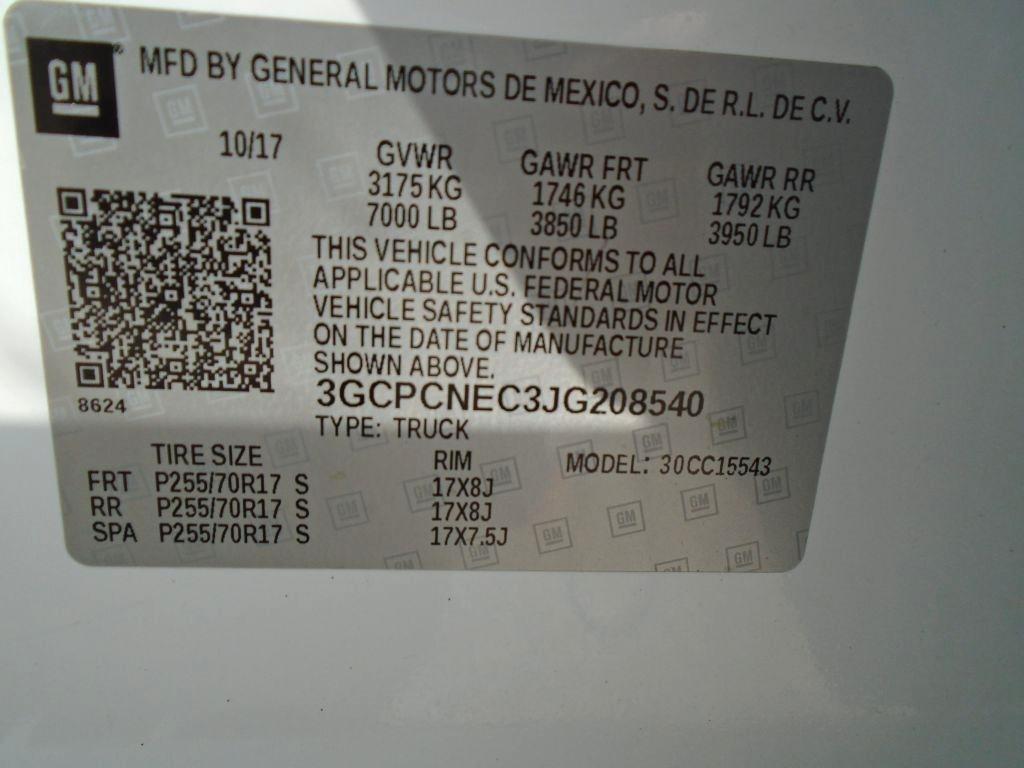 GM MFD BY GENERAL MOTORS DE MEXICO, S. DE R.L. DE C.V.
10/17 GVWR GAWR FRT GAWR RR
3175 KG 1746 KG 1792 KG
7000 LB 3850 LB 3950 LB
THIS VEHICLE CONFORMS TO ALL
APPLICABLE U.S. FEDERAL MOTOR
VEHICLE SAFETY STANDARDS IN EFFECT
ON THE DATE OF MANUFACTURE
SHOWN ABOVE.
8624 3GCPCNEC3JG208540
TYPE: TRUCK
TIRE SIZE RIM MODEL: 30CC15543
FRT P255/70R17 S 17X8J
RR P255/70R17 S 17X8J
SPA P255/70R17 S 17X7.5J